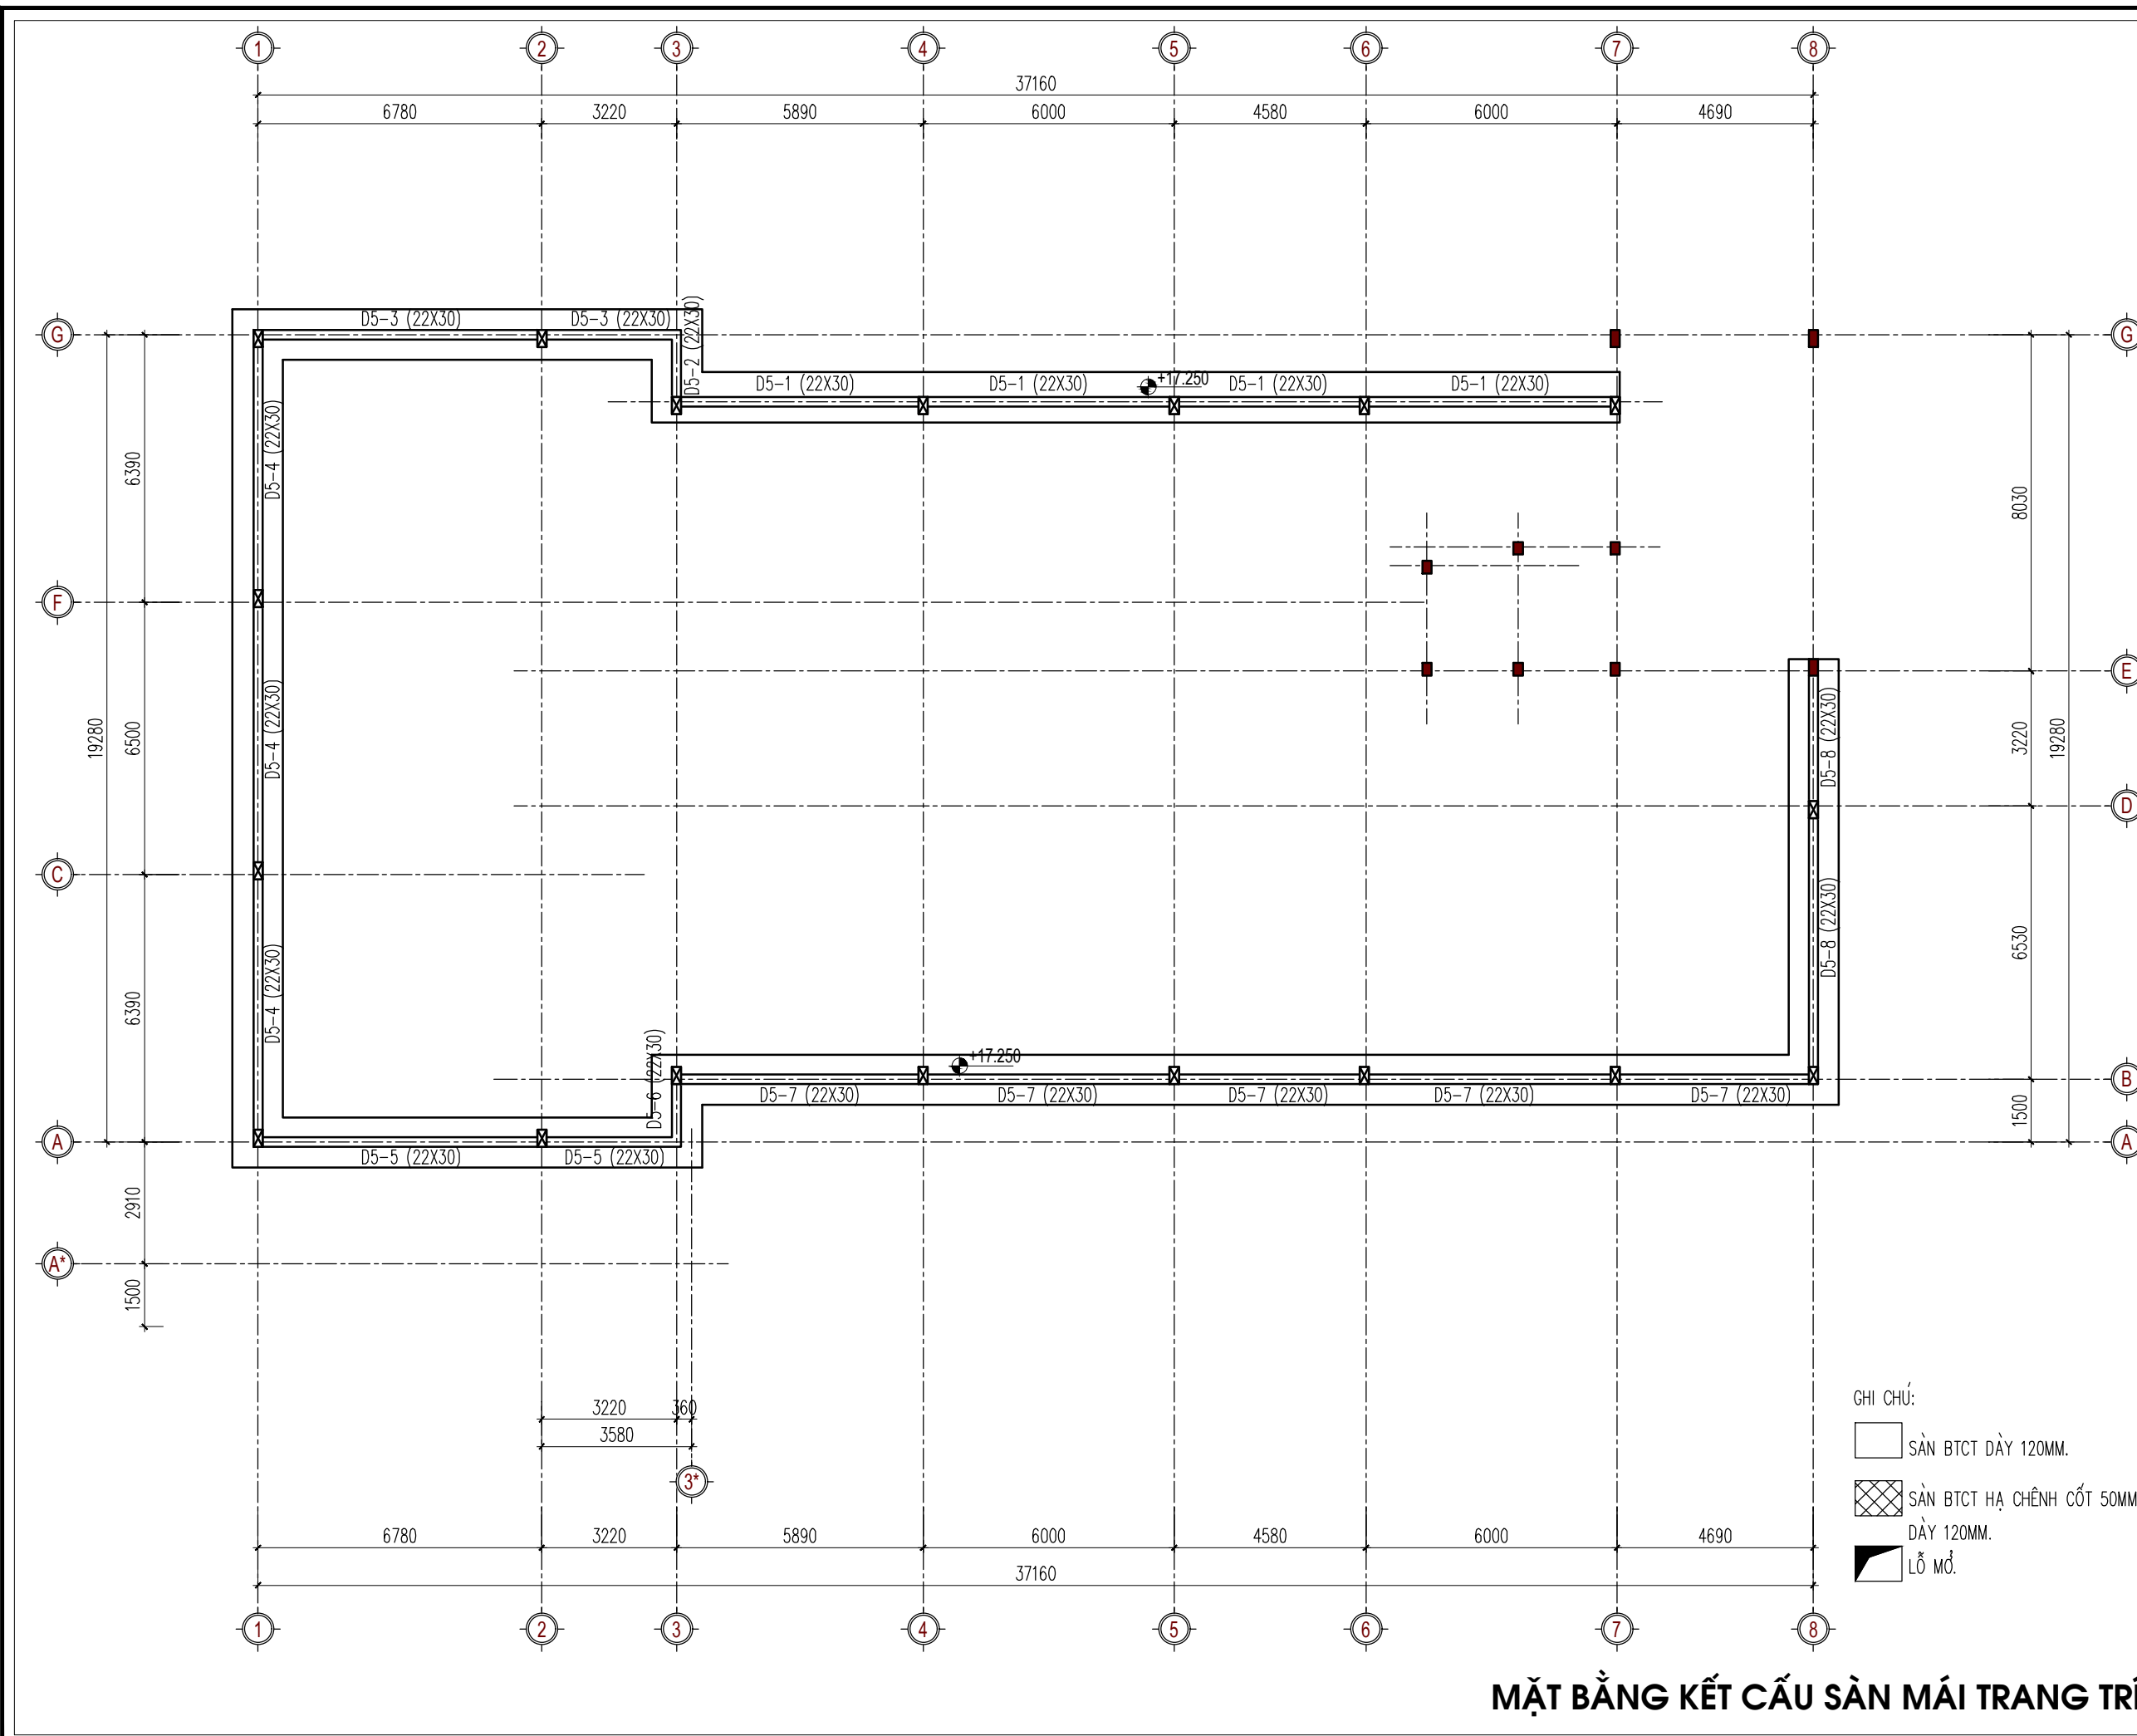 1 2 3 4 5 6 7 8
37160
6780 3220 5890 6000 4580 6000 4690
D5-3 (22X30) D5-3 (22X30)
D5-2 (22X30)
G G
D5-1 (22X30) D5-1 (22X30) +17.250 D5-1 (22X30) D5-1 (22X30)
D5-4 (22X30)
6390
8030
F
E
D5-4 (22X30)
19280
6500
D5-8 (22X30)
3220
19280
D
C
D5-4 (22X30)
6390
D5-8 (22X30)
6530
D5-6 (22X30)
+17.250
B
D5-7 (22X30) D5-7 (22X30) D5-7 (22X30) D5-7 (22X30) D5-7 (22X30)
1500
A A
D5-5 (22X30) D5-5 (22X30)
2910
A*
1500
3220 360
3580
3*
GHI CHÚ:
SÀN BTCT DÀY 120MM.
SÀN BTCT HẠ CHÊNH CỐT 50MM
DÀY 120MM.
LỖ MỞ.
6780 3220 5890 6000 4580 6000 4690
37160
1 2 3 4 5 6 7 8
MẶT BẰNG KẾT CẤU SÀN MÁI TRANG TRÍ